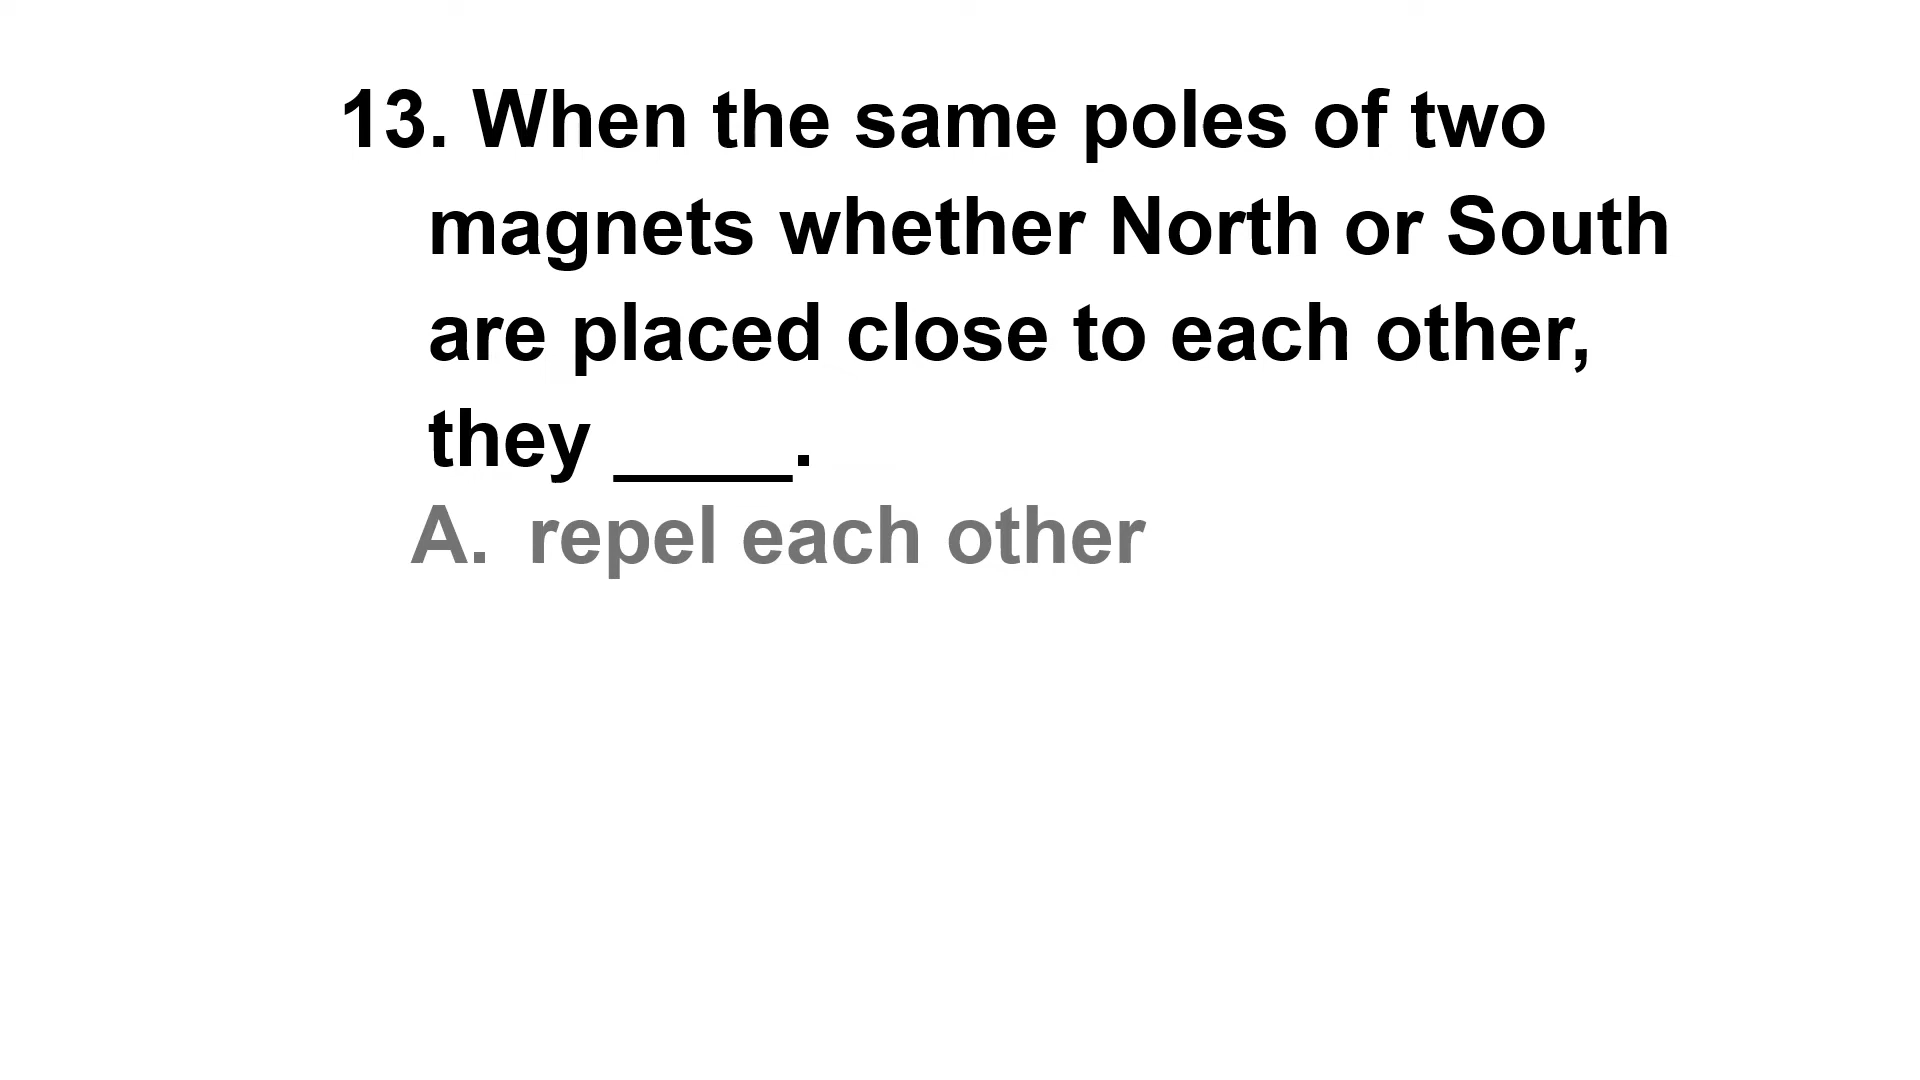 13. When the same poles of two
magnets whether North or South
are placed close to each other,
they ____.
A. repel each other